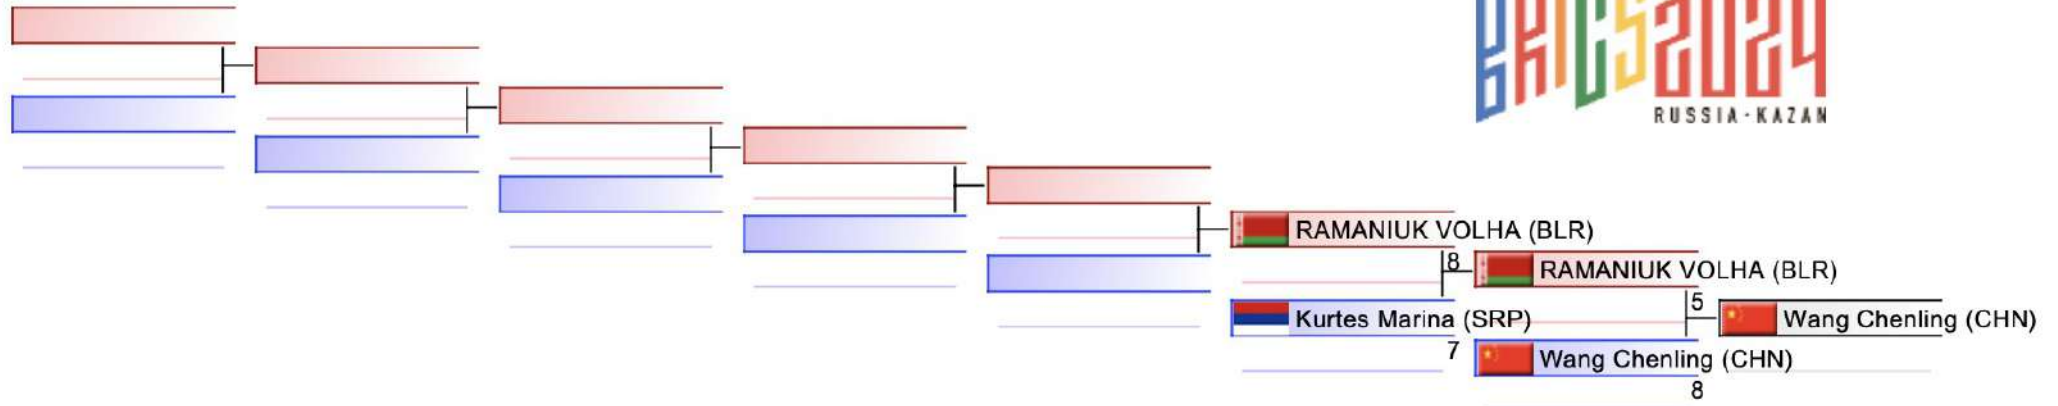 BRICS2024
RUSSIA-KAZAN
RAMANIUK VOLHA (BLR)
8
RAMANIUK VOLHA (BLR)
Kurtes Marina (SRP)
7
5
Wang Chenling (CHN)
Wang Chenling (CHN)
8